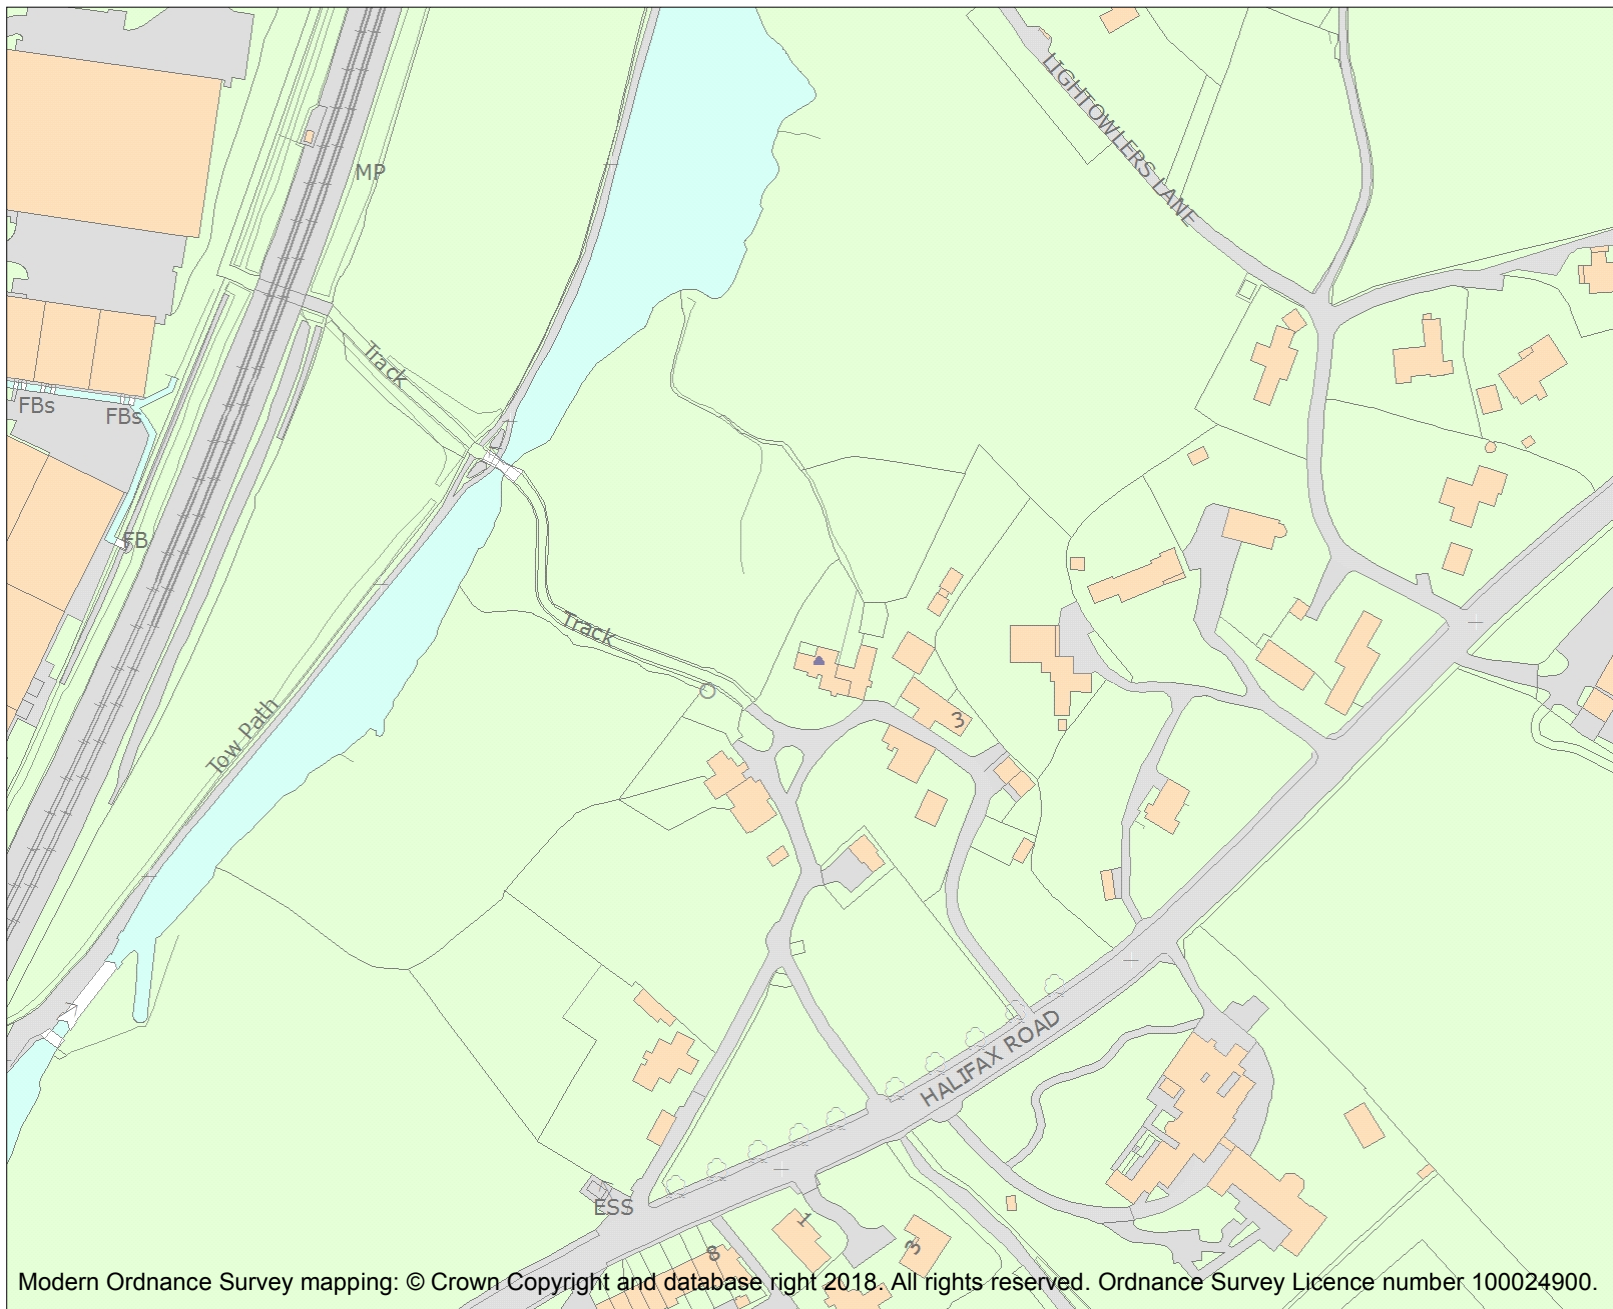 LIGHTOWLERS LANE
MP
Track
FBs
FBs
FB
Track
Tow Path
3
HALIFAX ROAD
ESS
1
3
8
Modern Ordnance Survey mapping: © Crown Copyright and database right 2018. All rights reserved. Ordnance Survey Licence number 100024900.